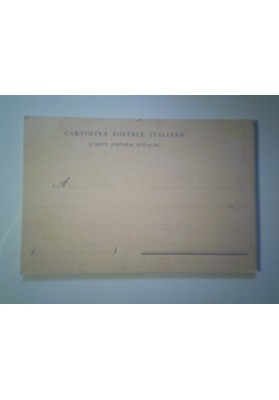 CARTOLINA POSTALE ITALIANA
(CARTE POSTALE D'ITALIE)
A
( )